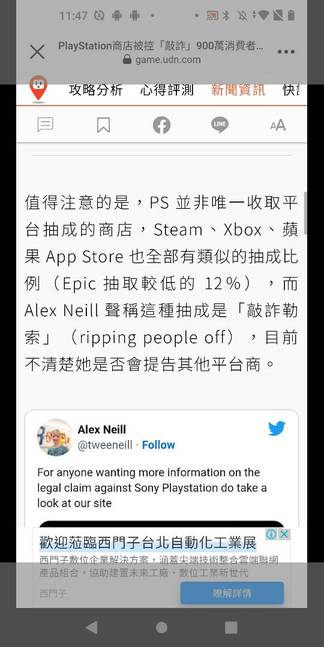 11:47
PlayStation商店被控「敲詐」900萬消費者...
game.udn.com
攻略分析 心得評測 新聞資訊 快
LINE
AA
值得注意的是，PS 並非唯一收取平
台抽成的商店，Steam、Xbox、蘋
果 App Store 也全部有類似的抽成比
例（Epic 抽取較低的 12%），而
Alex Neill 聲稱這種抽成是「敲詐勒
索」（ripping people off），目前
不清楚她是否會提告其他平台商。
Alex Neill
@tweeneill · Follow
For anyone wanting more information on the
legal claim against Sony Playstation do take a
look at our site
歡迎蒞臨西門子台北自動化工業展
西門子數位企業解決方案，涵蓋尖端技術整合雲端聯網
產品組合，協助建置未來工廠、數位工業新世代
西門子
瞭解詳情